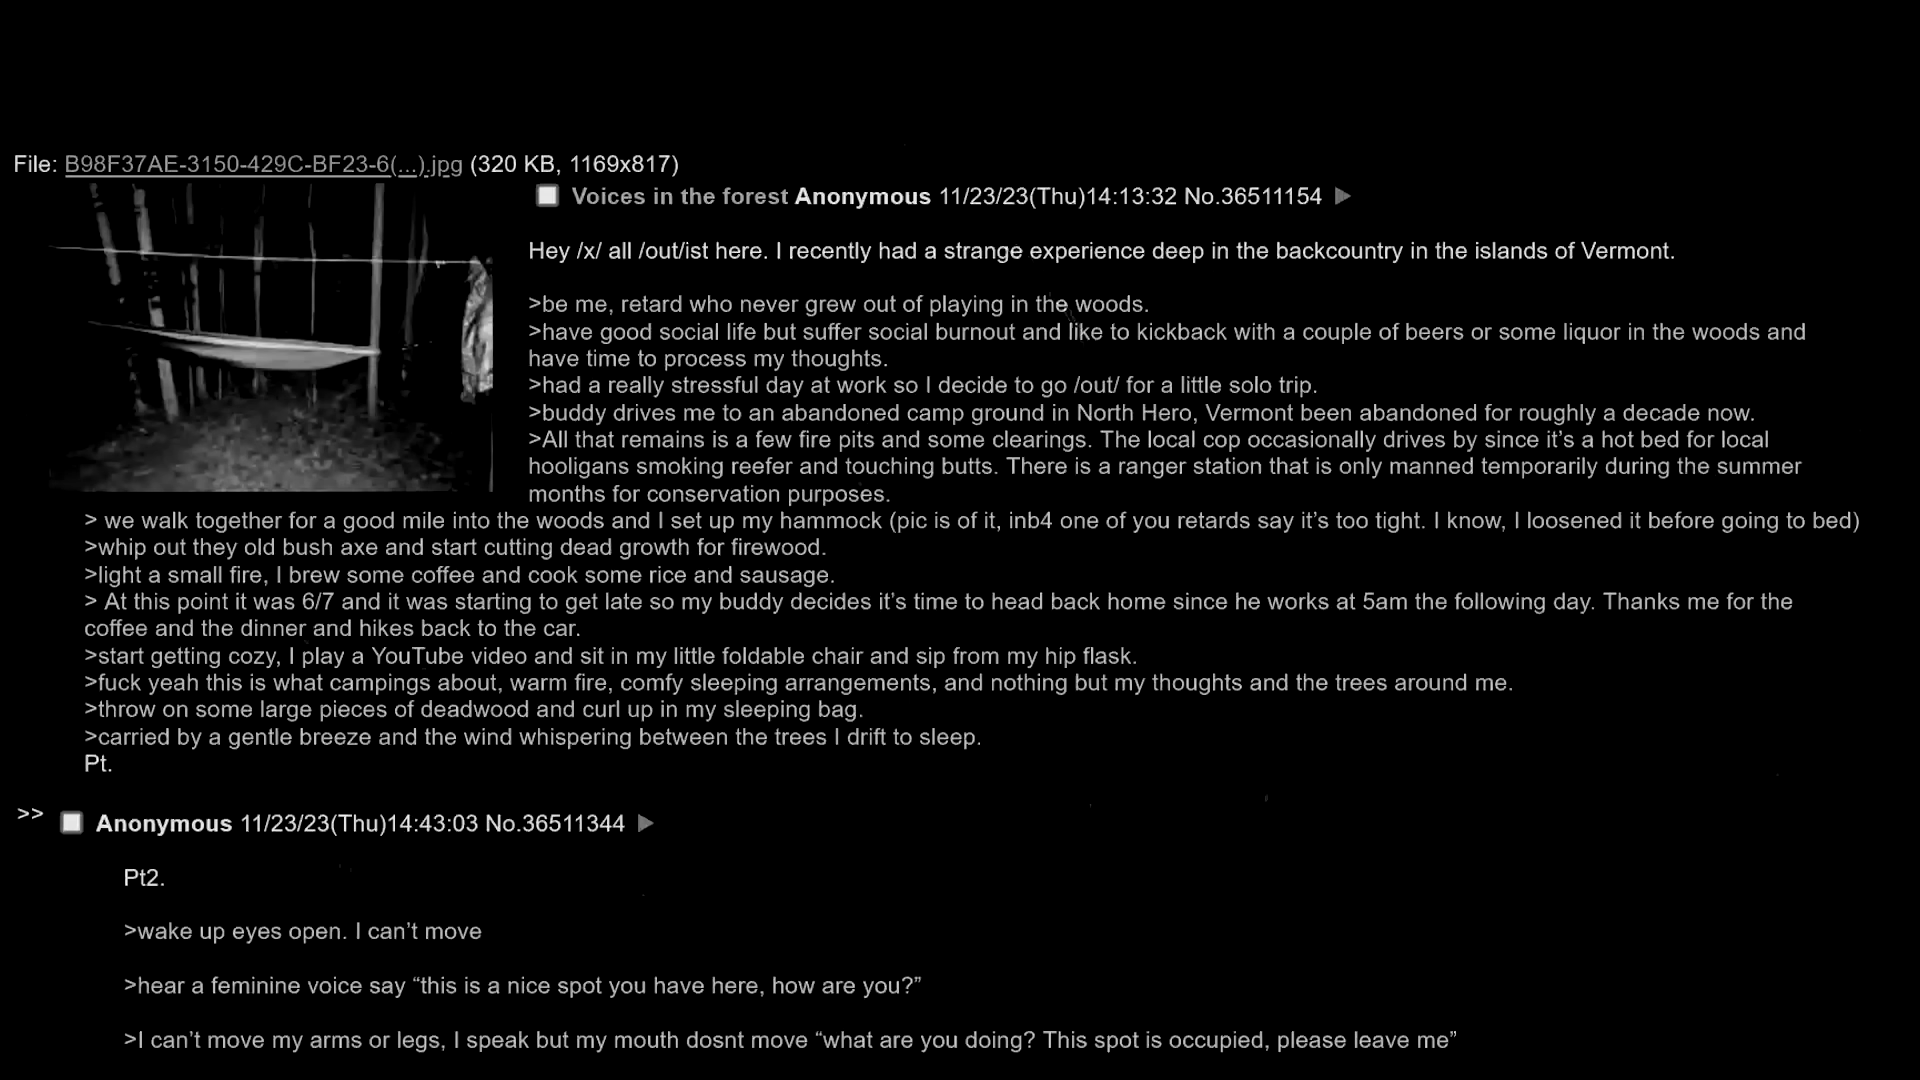 File: B98F37AE-3150-429C-BF23-6(...).jpg (320 KB, 1169x817)
Voices in the forest Anonymous 11/23/23(Thu)14:13:32 No.36511154 ▶
Hey /x/ all /out/ist here. I recently had a strange experience deep in the backcountry in the islands of Vermont.
>be me, retard who never grew out of playing in the woods.
>have good social life but suffer social burnout and like to kickback with a couple of beers or some liquor in the woods and
have time to process my thoughts.
>had a really stressful day at work so I decide to go /out/ for a little solo trip.
>buddy drives me to an abandoned camp ground in North Hero, Vermont been abandoned for roughly a decade now.
>All that remains is a few fire pits and some clearings. The local cop occasionally drives by since it’s a hot bed for local
hooligans smoking reefer and touching butts. There is a ranger station that is only manned temporarily during the summer
months for conservation purposes.
> we walk together for a good mile into the woods and I set up my hammock (pic is of it, inb4 one of you retards say it’s too tight. I know, I loosened it before going to bed)
>whip out they old bush axe and start cutting dead growth for firewood.
>light a small fire, I brew some coffee and cook some rice and sausage.
> At this point it was 6/7 and it was starting to get late so my buddy decides it’s time to head back home since he works at 5am the following day. Thanks me for the
coffee and the dinner and hikes back to the car.
>start getting cozy, I play a YouTube video and sit in my little foldable chair and sip from my hip flask.
>fuck yeah this is what campings about, warm fire, comfy sleeping arrangements, and nothing but my thoughts and the trees around me.
>throw on some large pieces of deadwood and curl up in my sleeping bag.
>carried by a gentle breeze and the wind whispering between the trees I drift to sleep.
Pt.
>> Anonymous 11/23/23(Thu)14:43:03 No.36511344 ▶
Pt2.
>wake up eyes open. I can’t move
>hear a feminine voice say “this is a nice spot you have here, how are you?”
>I can’t move my arms or legs, I speak but my mouth dosnt move “what are you doing? This spot is occupied, please leave me”